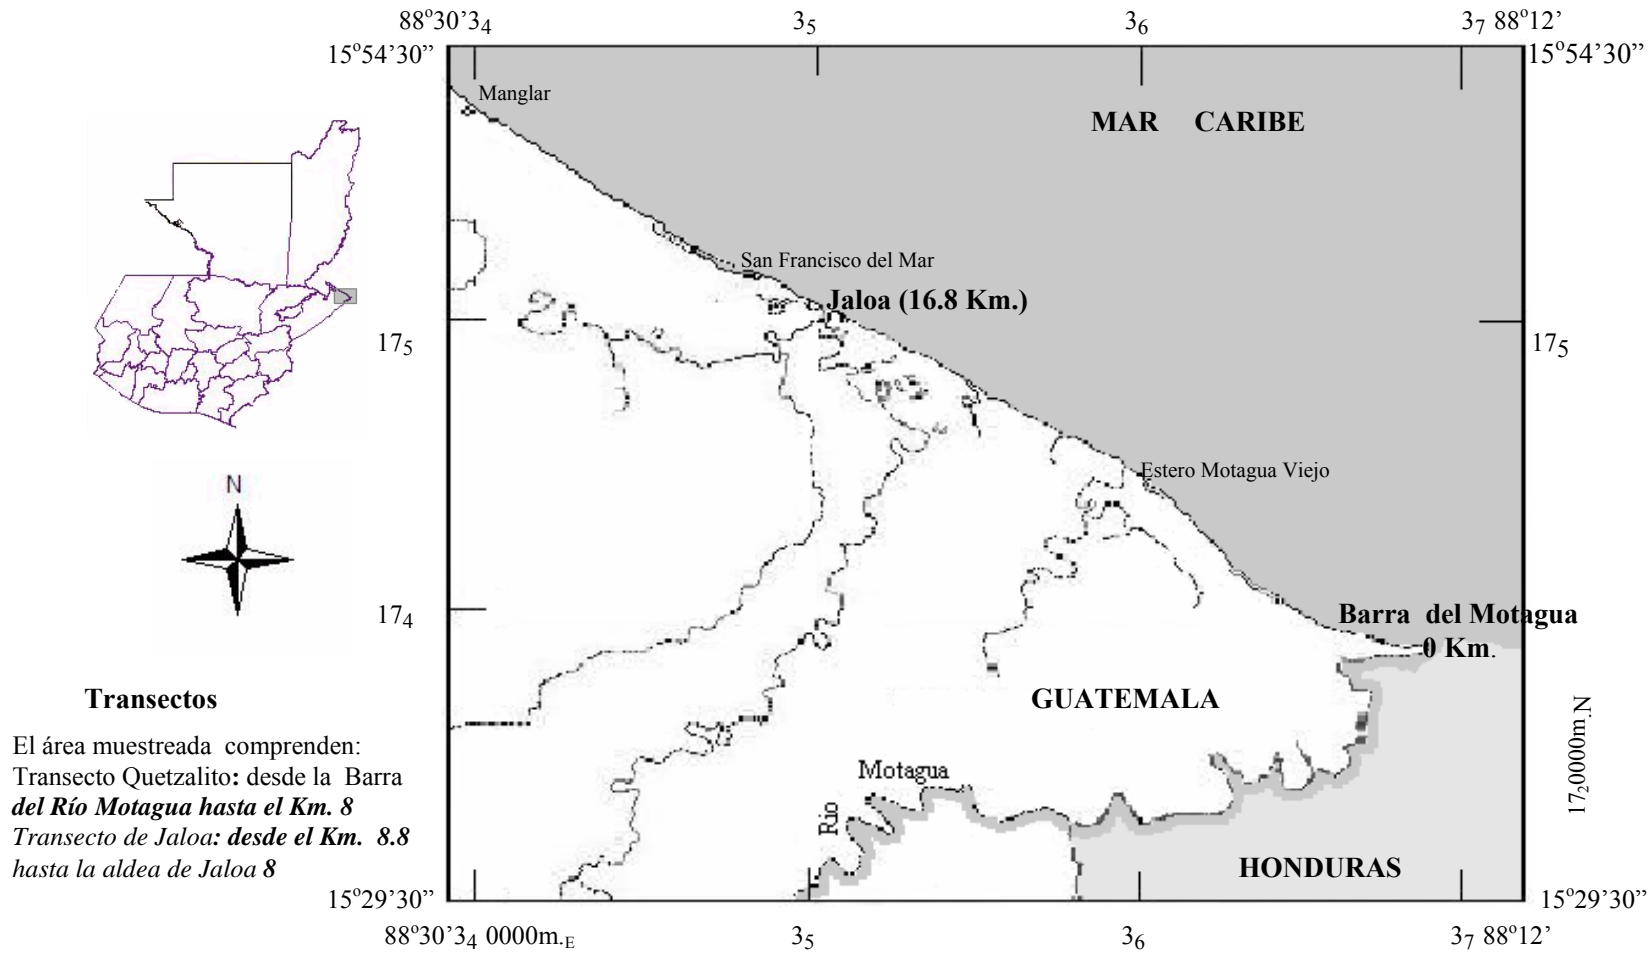 88º30’34
35
36
37 88º12’
15º54’30”
15º54’30”
Manglar
MAR CARIBE
San Francisco del Mar
Jaloa (16.8 Km.)
175
175
Estero Motagua Viejo
N
174
Barra del Motagua
0 Km.
GUATEMALA
Transectos
El área muestreada comprenden:
Transecto Quetzalito: desde la Barra
del Río Motagua hasta el Km. 8
Transecto de Jaloa: desde el Km. 8.8
hasta la aldea de Jaloa 8
Rio
Motagua
1720000m.N
HONDURAS
15º29’30”
15º29’30”
88º30’34 0000m.E
35
36
37 88º12’